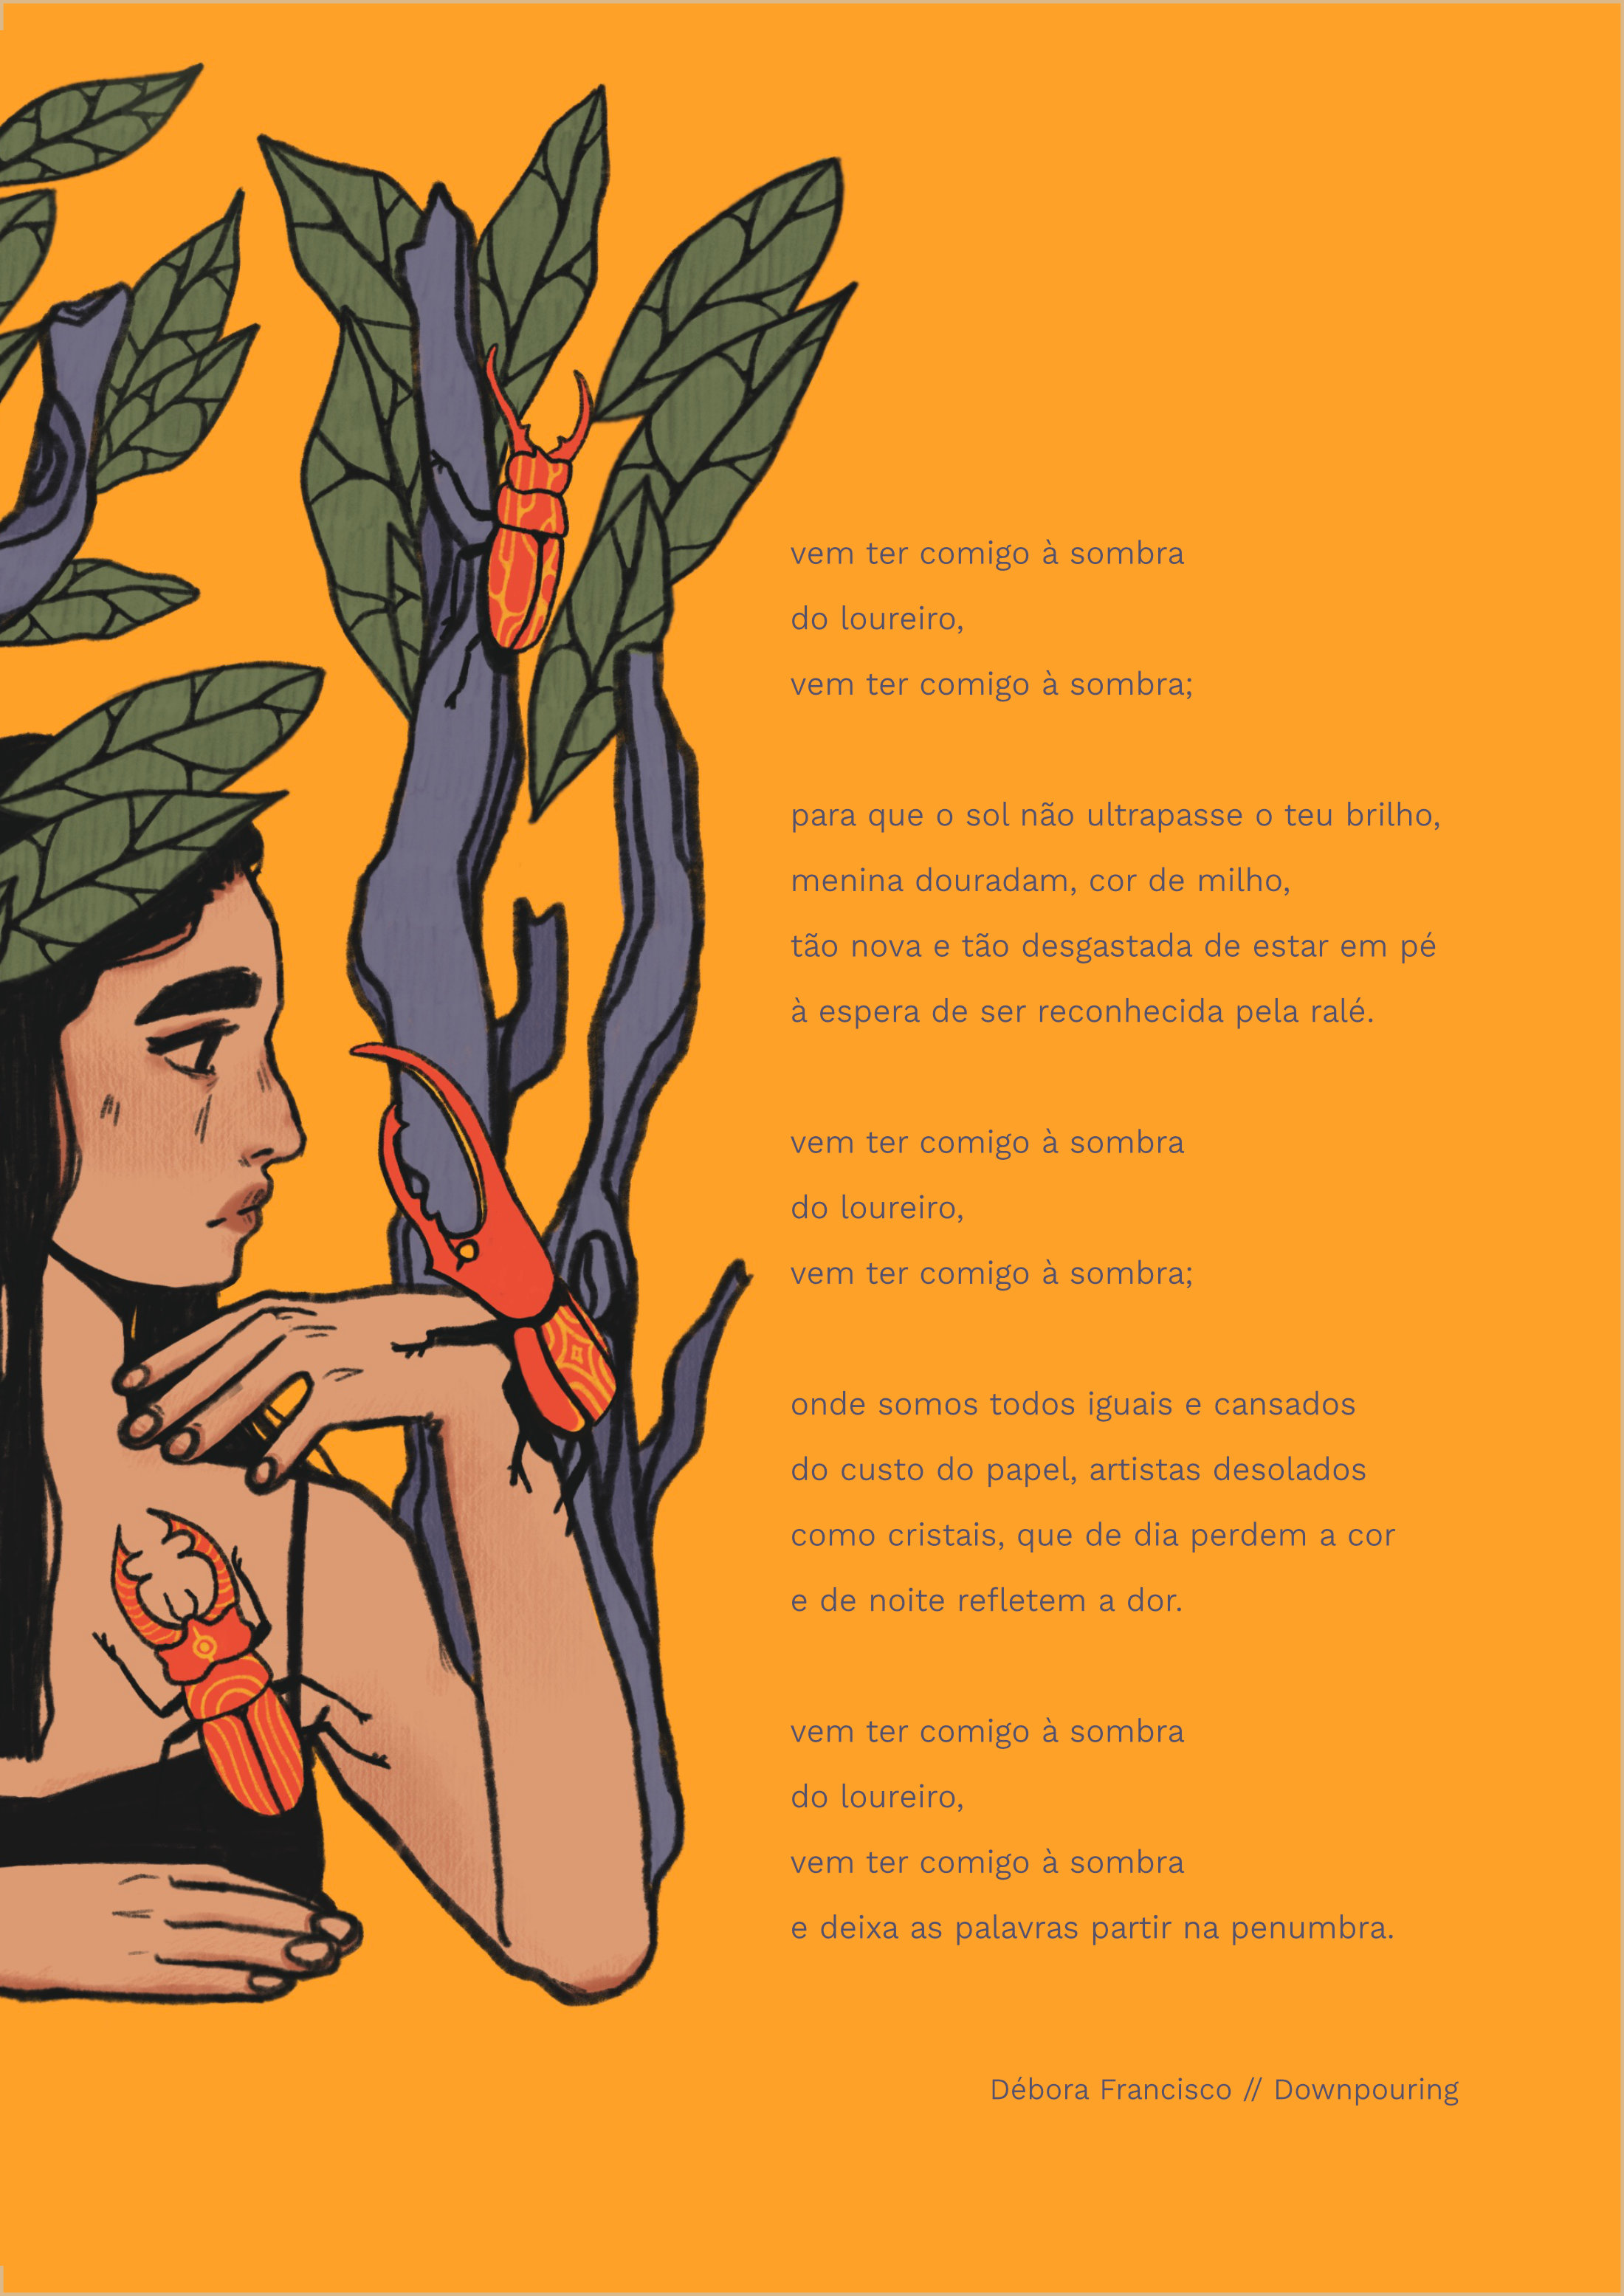 vem ter comigo à sombra
do loureiro,
vem ter comigo à sombra;
para que o sol não ultrapasse o teu brilho,
menina douradam, cor de milho,
tão nova e tão desgastada de estar em pé
à espera de ser reconhecida pela ralé.
vem ter comigo à sombra
do loureiro,
vem ter comigo à sombra;
onde somos todos iguais e cansados
do custo do papel, artistas desolados
como cristais, que de dia perdem a cor
e de noite refletem a dor.
vem ter comigo à sombra
do loureiro,
vem ter comigo à sombra
e deixa as palavras partir na penumbra.
Débora Francisco // Downpouring